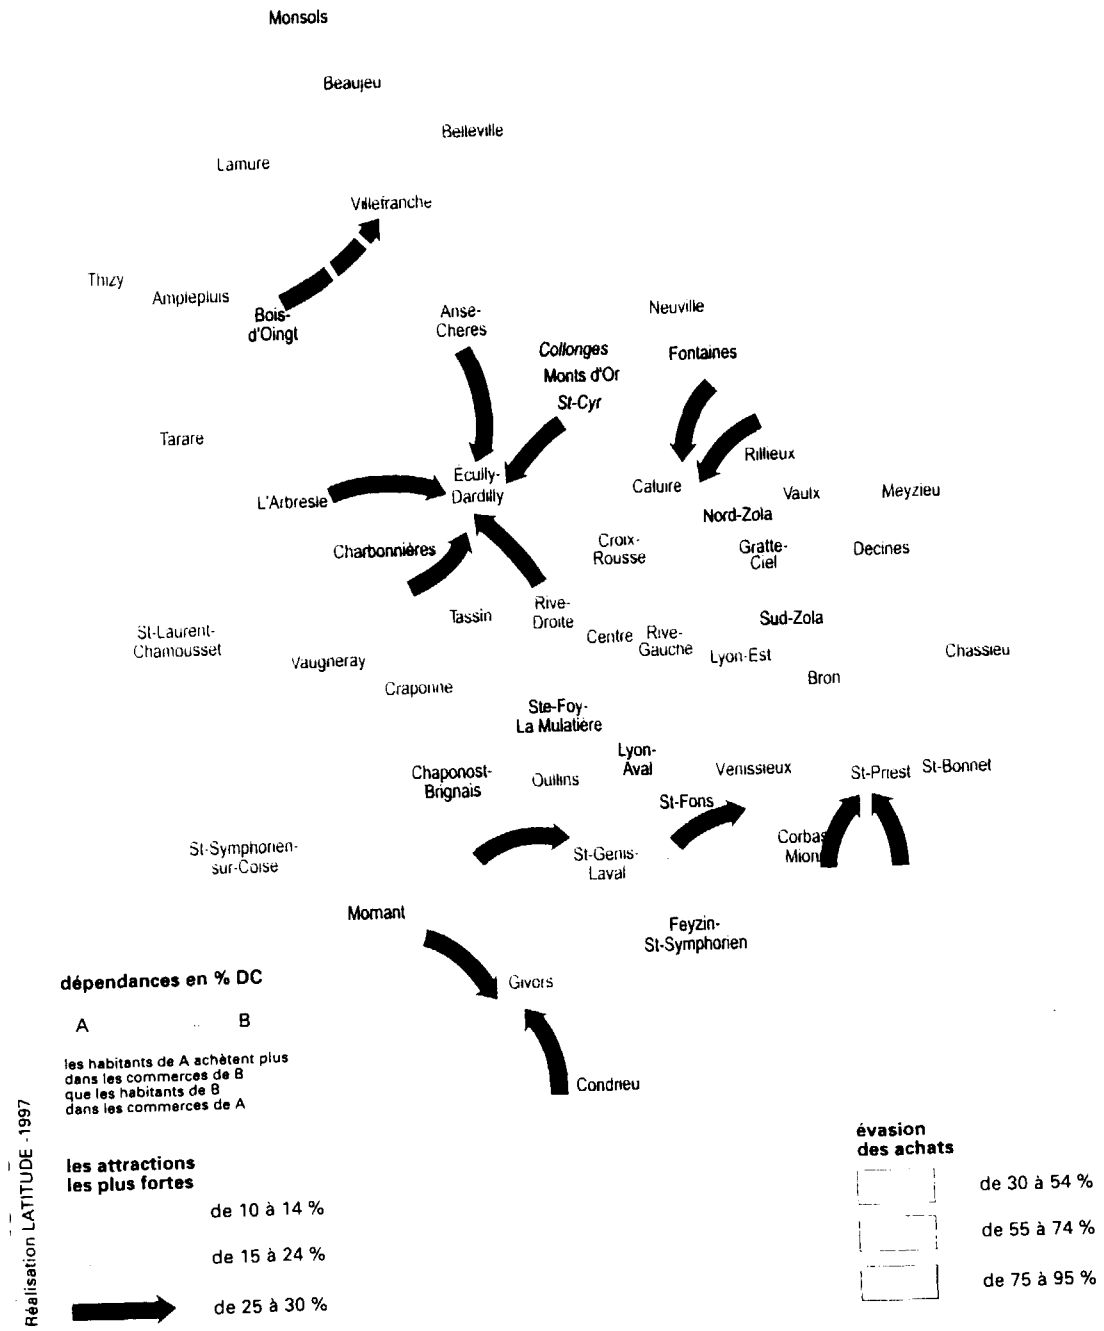 Monsols
Beaujeu
Belleville
Lamure
Villefranche
Thizy
Amplepluis
Bois-
d'Oingt
Anse-
Cheres
Neuville
Collonges
Monts d'Or
St-Cyr
Fontaines
Tarare
Rillieux
L'Arbresle
Écully-
Dardilly
Caluire
Vaulx
Meyzieu
Nord-Zola
Charbonnières
Croix-
Rousse
Gratte-
Ciel
Decines
Tassin
Rive-
Droite
Sud-Zola
St-Laurent-
Chamousset
Centre
Rive-
Gauche
Lyon-Est
Chassieu
Vaugneray
Bron
Craponne
Ste-Foy-
La Mulatière
Lyon-
Aval
Chaponost-
Brignais
Oullins
Venissieux
St-Priest
St-Bonnet
St-Fons
Corbas
Mions
St-Symphorien-
sur-Coise
St-Genis-
Laval
Mornant
Feyzin-
St-Symphorien
Givors
Condrieu
dépendances en % DC
A B
les habitants de A achètent plus
dans les commerces de B
que les habitants de B
dans les commerces de A
les attractions
les plus fortes
de 10 à 14 %
de 15 à 24 %
de 25 à 30 %
évasion
des achats
de 30 à 54 %
de 55 à 74 %
de 75 à 95 %
Réalisation LATITUDE -1997